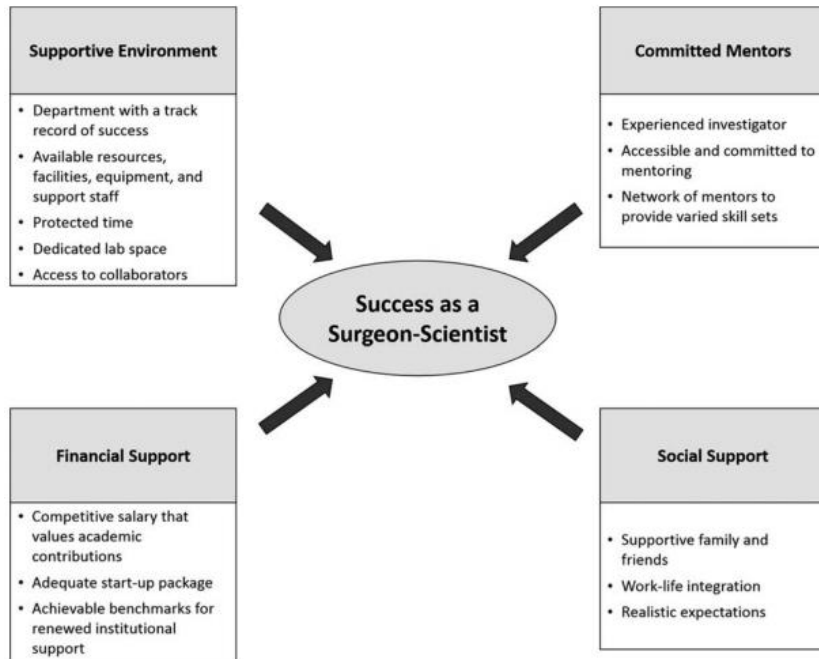 Supportive Environment
• Department with a track
record of success
• Available resources,
facilities, equipment, and
support staff
• Protected time
• Dedicated lab space
• Access to collaborators
Committed Mentors
• Experienced investigator
• Accessible and committed to
mentoring
• Network of mentors to
provide varied skill sets
Success as a
Surgeon-Scientist
Financial Support
• Competitive salary that
values academic
contributions
• Adequate start-up package
• Achievable benchmarks for
renewed institutional
support
Social Support
• Supportive family and
friends
• Work-life integration
• Realistic expectations